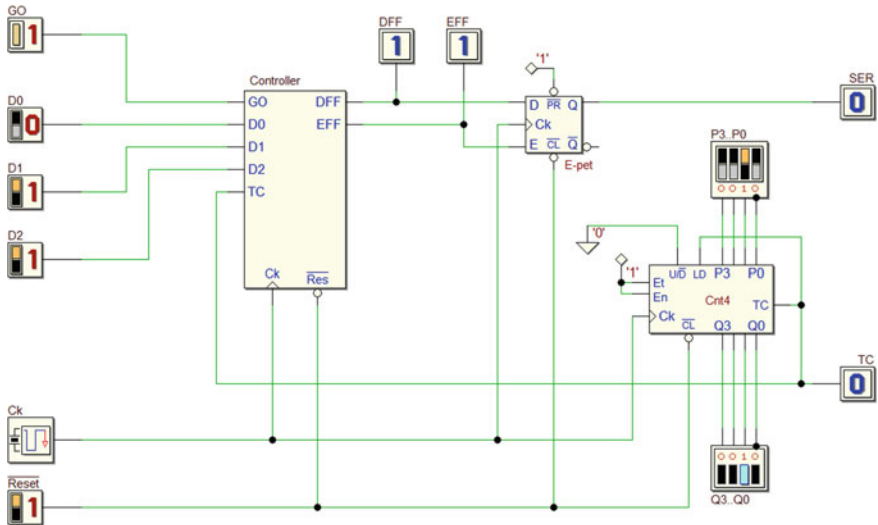 GO
1
D0
0
D1
1
D2
1
Ck
Reset
1
Controller
GO
D0
D1
D2
TC
DFF
EFF
Ck
Res
DFF
1
EFF
1
'1'
D PR Q
Ck
E CL Q
E-pet
SER
0
P3..P0
0 0 1 0
'0'
'1'
U/D LD P3 P0
Et
En
Cnt4
TC
Ck
CL Q3 Q0
TC
0
0 0 1 0
Q3..Q0